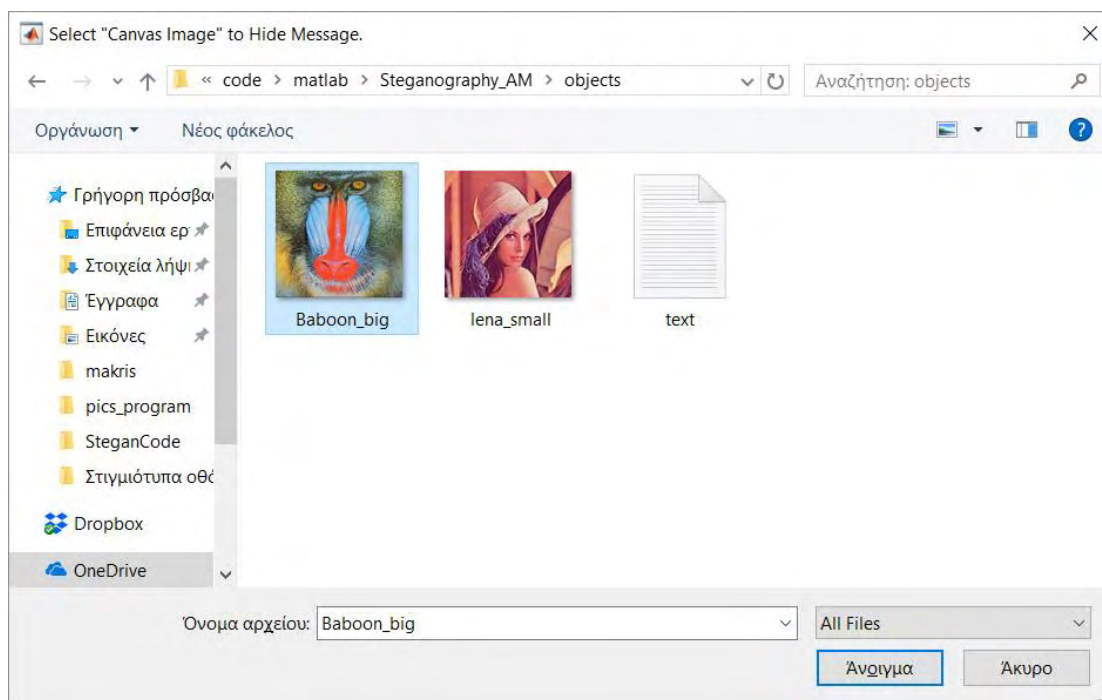 Select "Canvas Image" to Hide Message.
« code > matlab > Steganography_AM > objects
Αναζήτηση: objects
Οργάνωση Νέος φάκελος
?
Γρήγορη πρόσβα
Επιφάνεια ερ
Στοιχεία λήψ
Έγγραφα
Εικόνες
makris
pics_program
SteganCode
Στιγμιότυπα οθό
Dropbox
OneDrive
Baboon_big lena_small text
Όνομα αρχείου: Baboon_big
All Files
Άνοιγμα Άκυρο